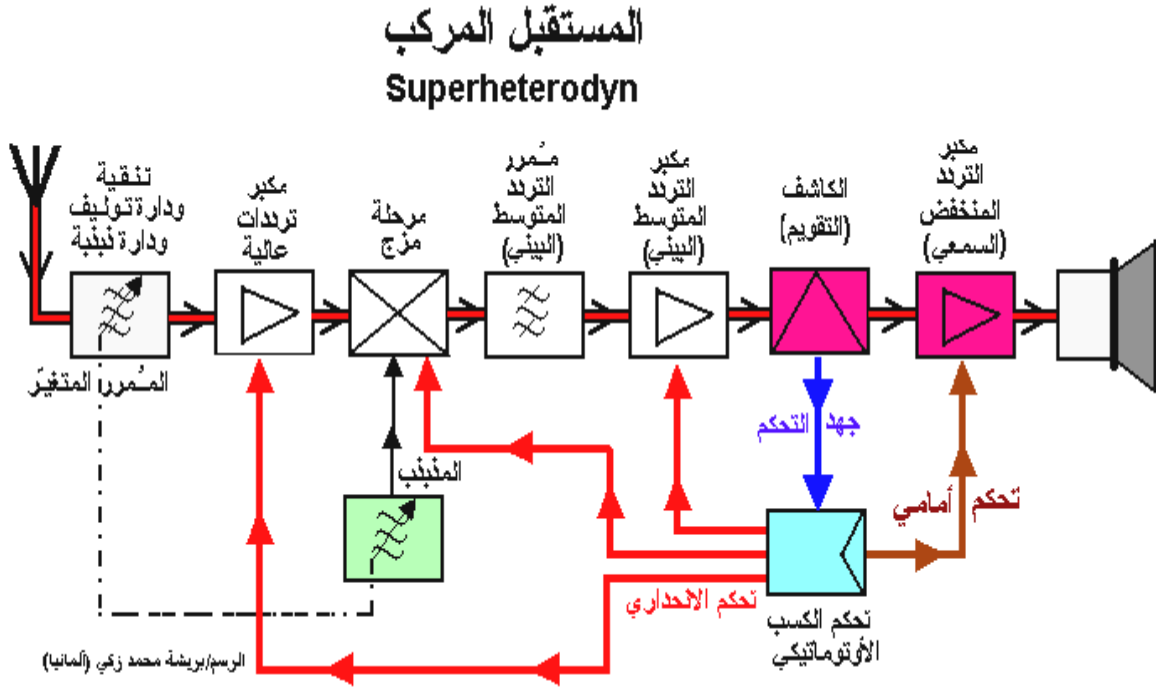 المستقبل المركب
Superheterodyn
تنقية
ودارة توليف
ودارة ذبذبة
مكبر
ترددات
عالية
مرحلة
مزج
مُمرر
التردد
المتوسط
(البيني)
مكبر
التردد
المتوسط
(البيني)
الكاشف
(التقويم)
مكبر
التردد
المنخفض
(السمعي)
المُمرر المتغيّر
المذبذب
جهد التحكم
تحكم أمامي
تحكم الانحداري
تحكم الكسب
الأوتوماتيكي
الرسم/بريشة محمد زكي (ألمانيا)